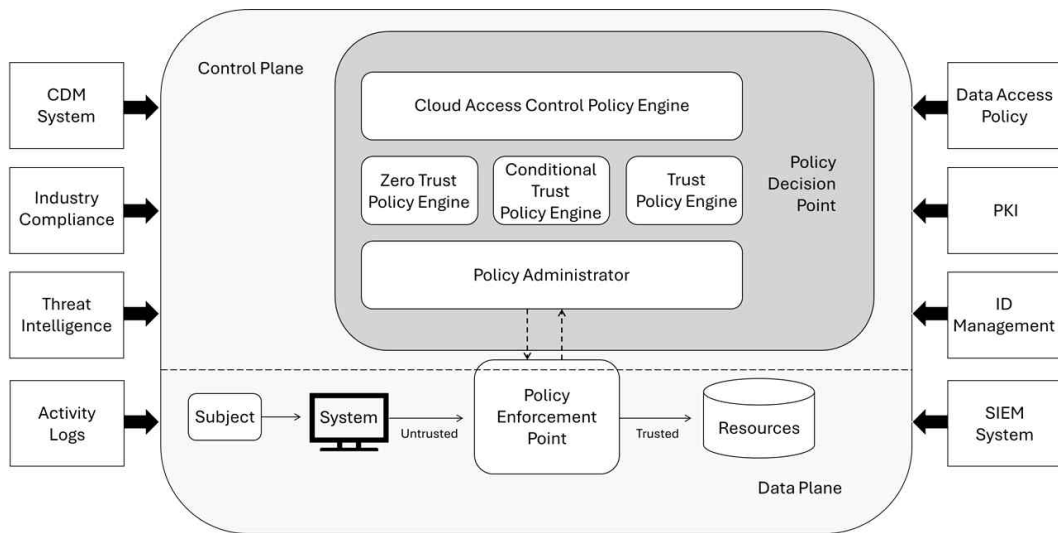 Control Plane
CDM
System
Industry
Compliance
Threat
Intelligence
Activity
Logs
Cloud Access Control Policy Engine
Zero Trust
Policy Engine
Conditional
Trust
Policy Engine
Trust
Policy Engine
Policy
Decision
Point
Policy Administrator
Subject
System
Untrusted
Policy
Enforcement
Point
Trusted
Resources
Data Plane
Data Access
Policy
PKI
ID
Management
SIEM
System